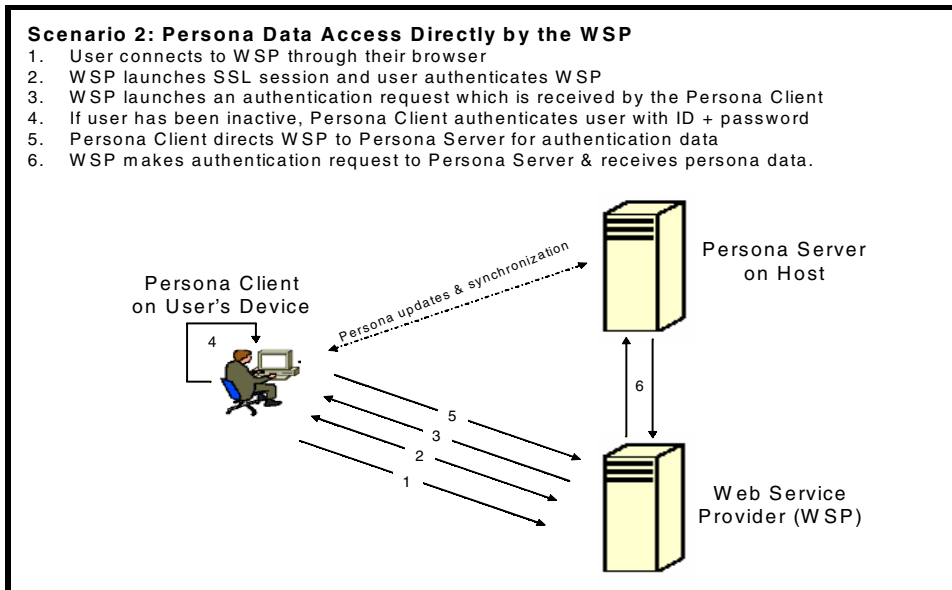 Scenario 2: Persona Data Access Directly by the WSP
1. User connects to WSP through their browser
2. WSP launches SSL session and user authenticates WSP
3. WSP launches an authentication request which is received by the Persona Client
4. If user has been inactive, Persona Client authenticates user with ID + password
5. Persona Client directs WSP to Persona Server for authentication data
6. WSP makes authentication request to Persona Server & receives persona data.
Persona Server
on Host
Persona updates & synchronization
Persona Client
on User's Device
4
6
5
3
2
1
Web Service
Provider (WSP)